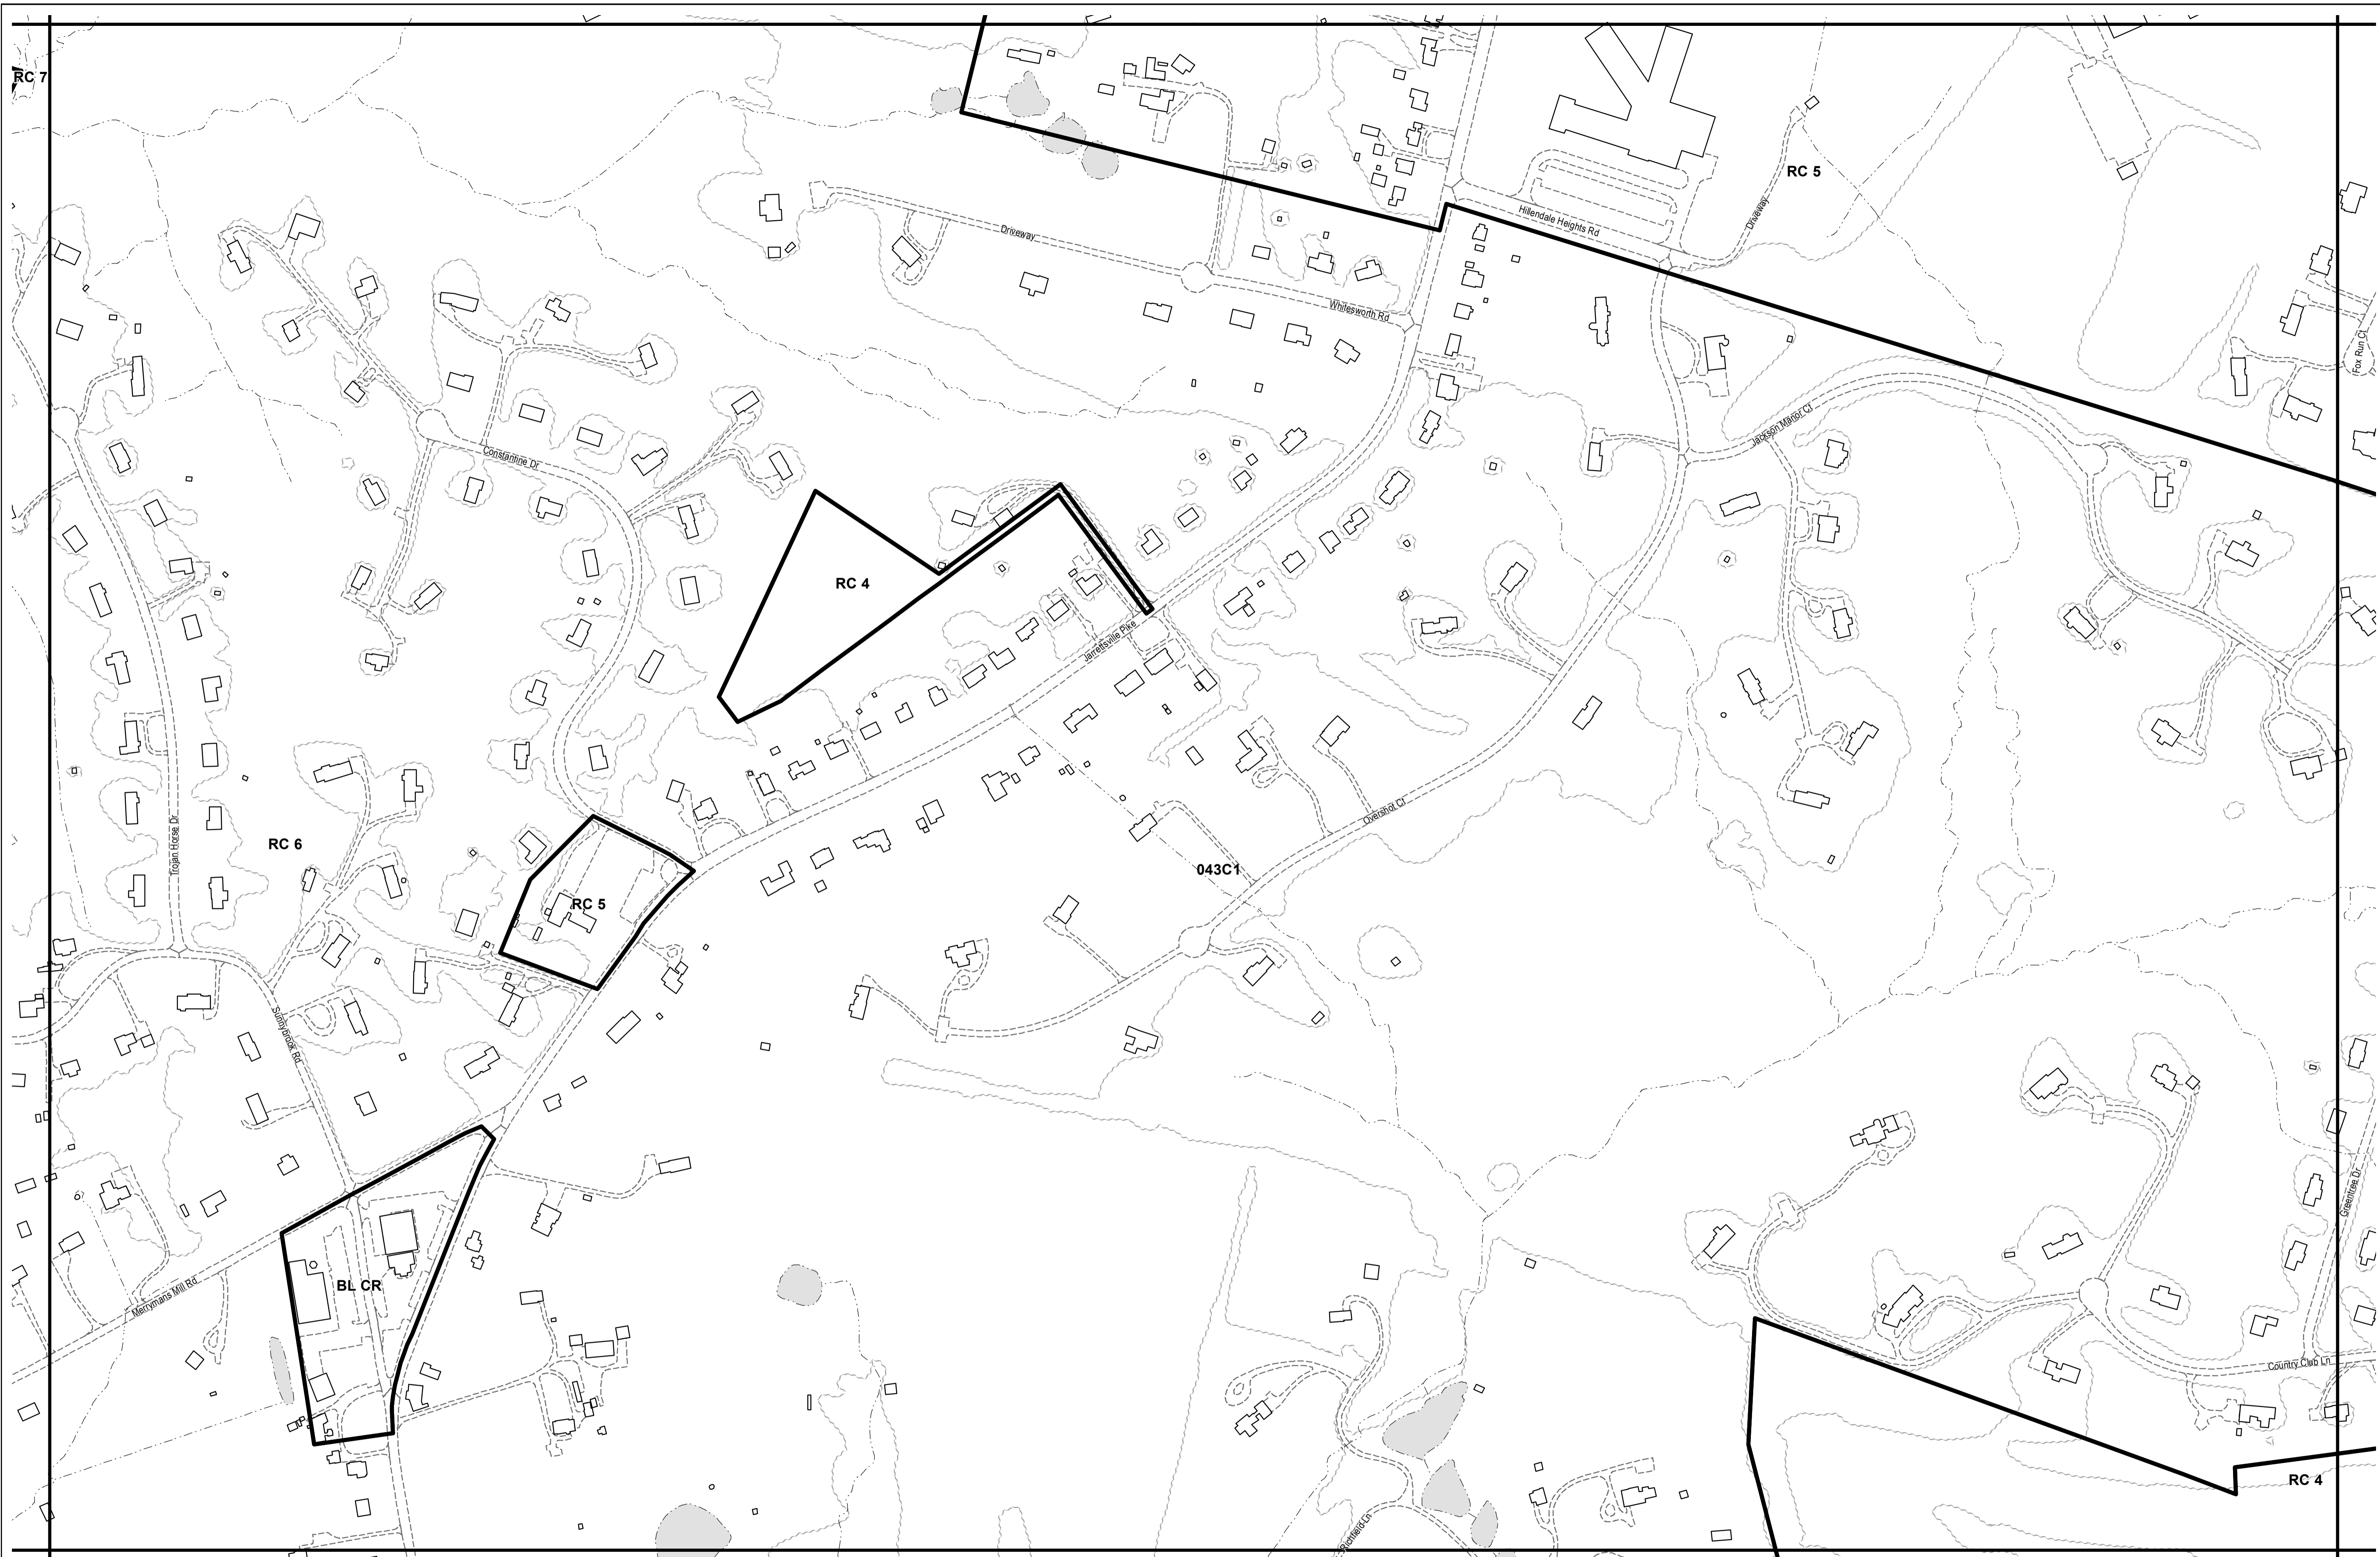 RC 7
RC 5
Driveway
Hillendale Heights Rd
Driveway
Whitesworth Rd
Fox Run Ct
Jackson Manor Ct
Constantine Dr
RC 4
Jarrettsville Pike
Overshot Ct
Trojan Horse Dr
RC 6
043C1
RC 5
Sunnybrook Rd
Greentree Dr
BL CR
Merrymans Mill Rd
Country Club Ln
RC 4
Richfield Ln